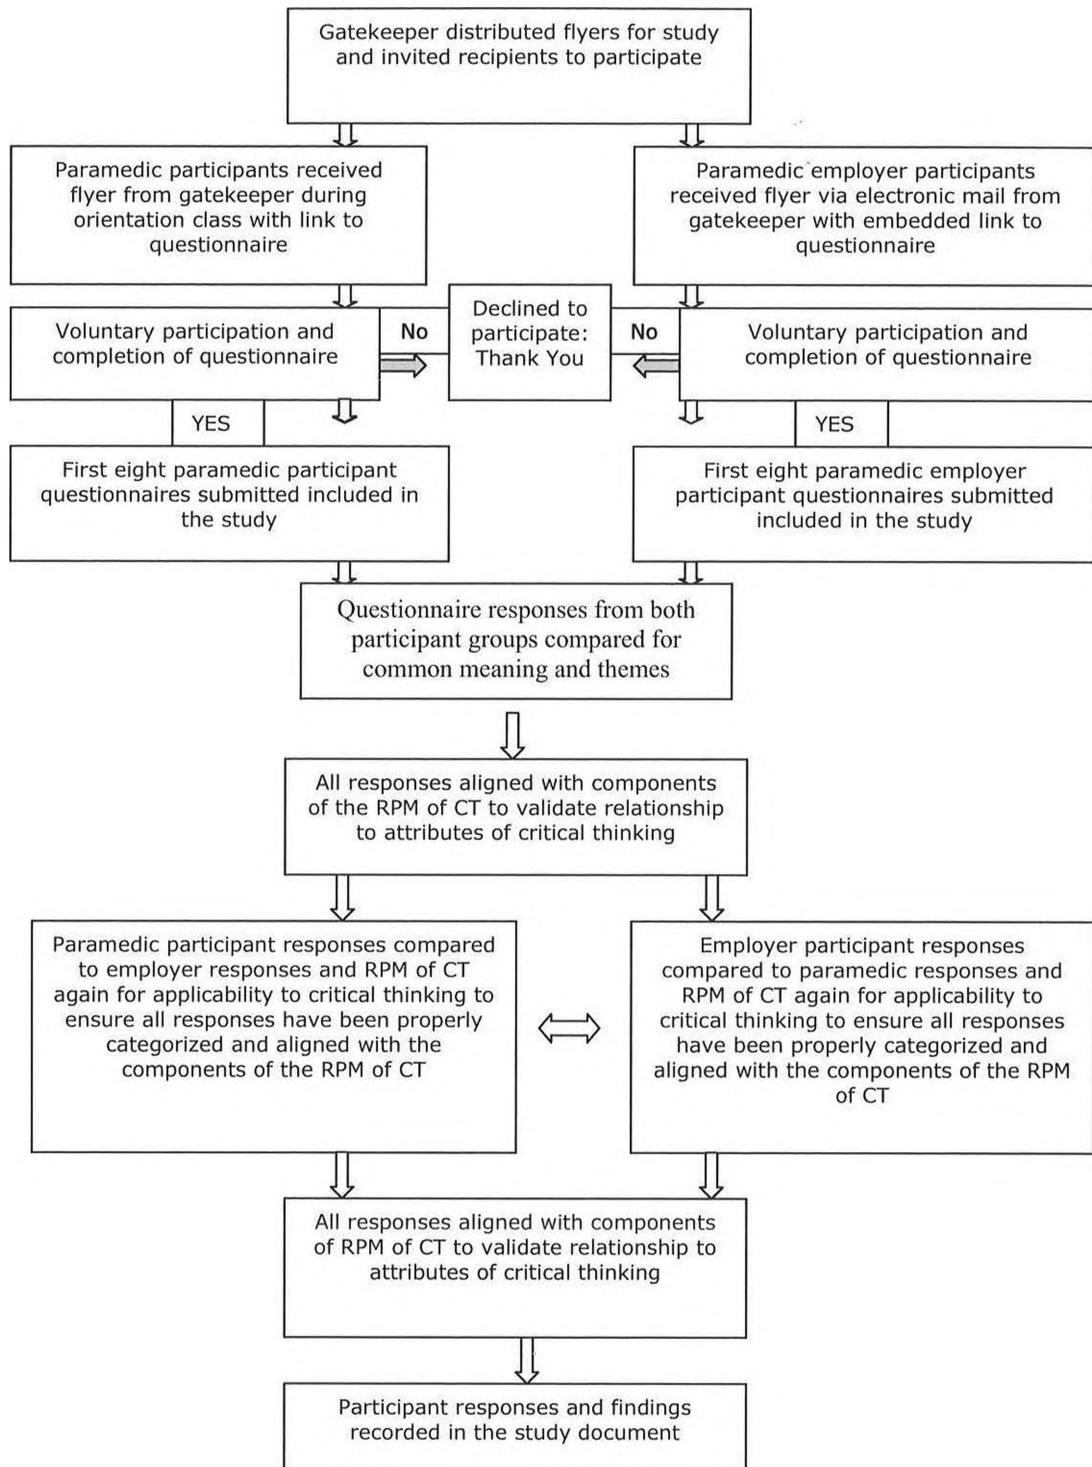 Gatekeeper distributed flyers for study
and invited recipients to participate
Paramedic participants received
flyer from gatekeeper during
orientation class with link to
questionnaire
Paramedic employer participants
received flyer via electronic mail from
gatekeeper with embedded link to
questionnaire
Voluntary participation and
completion of questionnaire
No
Declined to
participate:
Thank You
No
Voluntary participation and
completion of questionnaire
YES
YES
First eight paramedic participant
questionnaires submitted included in
the study
First eight paramedic employer
participant questionnaires submitted
included in the study
Questionnaire responses from both
participant groups compared for
common meaning and themes
All responses aligned with components
of the RPM of CT to validate relationship
to attributes of critical thinking
Paramedic participant responses compared
to employer responses and RPM of CT
again for applicability to critical thinking to
ensure all responses have been properly
categorized and aligned with the
components of the RPM of CT
Employer participant responses
compared to paramedic responses and
RPM of CT again for applicability to
critical thinking to ensure all responses
have been properly categorized and
aligned with the components of the RPM
of CT
All responses aligned with components
of RPM of CT to validate relationship to
attributes of critical thinking
Participant responses and findings
recorded in the study document